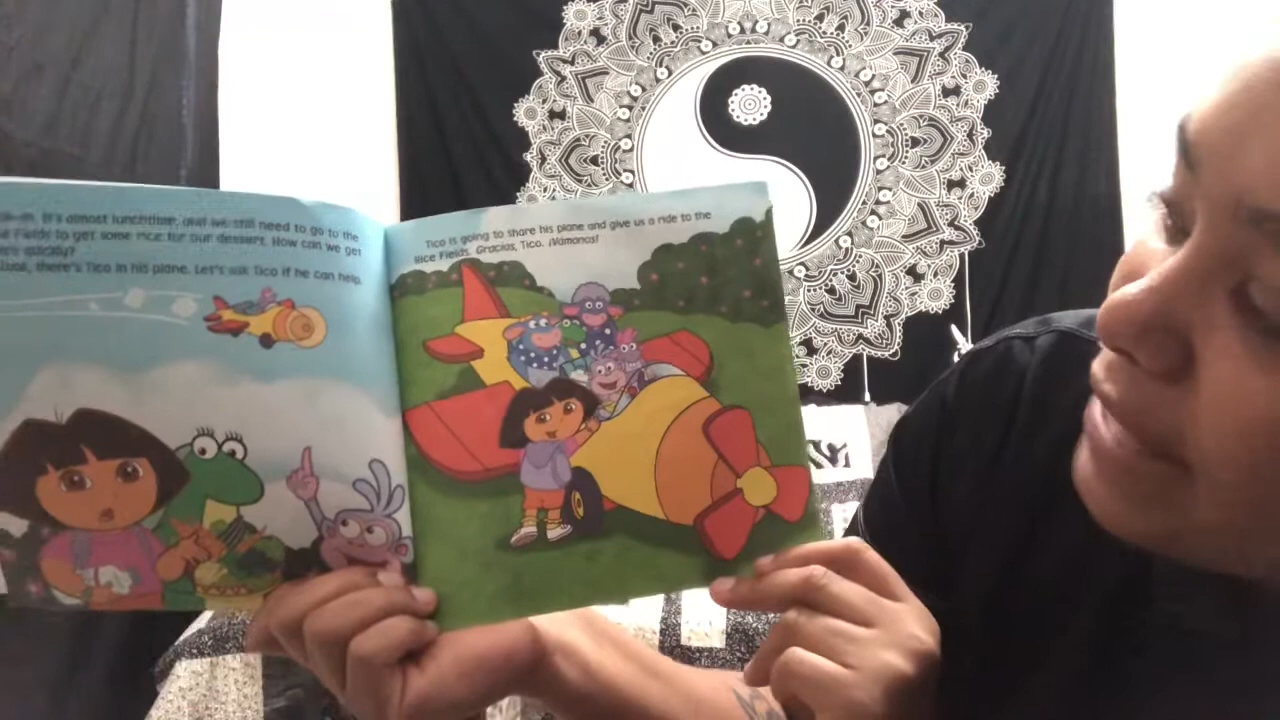 It's almost lunchtime, and we still need to go to the
Fields to get some rice for our dessert. How can we get
quickly?
Look, there's Tico in his plane. Let's ask Tico if he can help.
Tico is going to share his plane and give us a ride to the
Rice Fields. Gracias, Tico. ¡Vámonos!